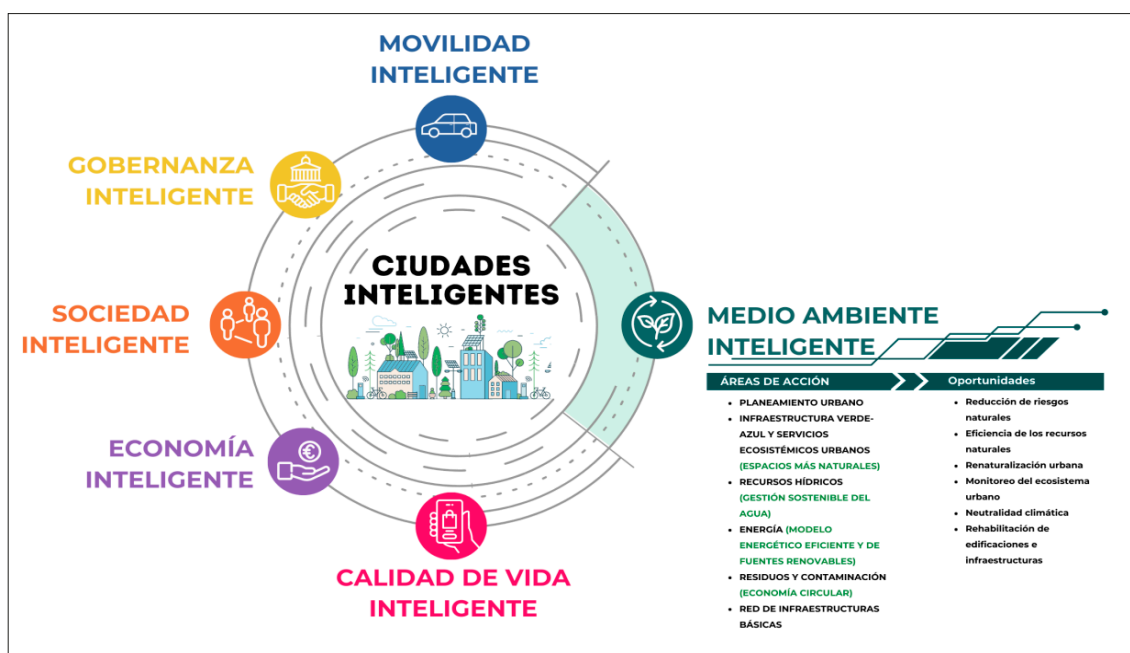 MOVILIDAD
INTELIGENTE
GOBERNANZA
INTELIGENTE
SOCIEDAD
INTELIGENTE
ECONOMÍA
INTELIGENTE
CALIDAD DE VIDA
INTELIGENTE
CIUDADES
INTELIGENTES
MEDIO AMBIENTE
INTELIGENTE
ÁREAS DE ACCIÓN
• PLANEAMIENTO URBANO
• INFRAESTRUCTURA VERDE-
AZUL Y SERVICIOS
ECOSISTÉMICOS URBANOS
(ESPACIOS MÁS NATURALES)
• RECURSOS HÍDRICOS
(GESTIÓN SOSTENIBLE DEL
AGUA)
• ENERGÍA (MODELO
ENERGÉTICO EFICIENTE Y DE
FUENTES RENOVABLES)
• RESIDUOS Y CONTAMINACIÓN
(ECONOMÍA CIRCULAR)
• RED DE INFRAESTRUCTURAS
BÁSICAS
Oportunidades
• Reducción de riesgos
naturales
• Eficiencia de los recursos
naturales
• Renaturalización urbana
• Monitoreo del ecosistema
urbano
• Neutralidad climática
• Rehabilitación de
edificaciones e
infraestructuras